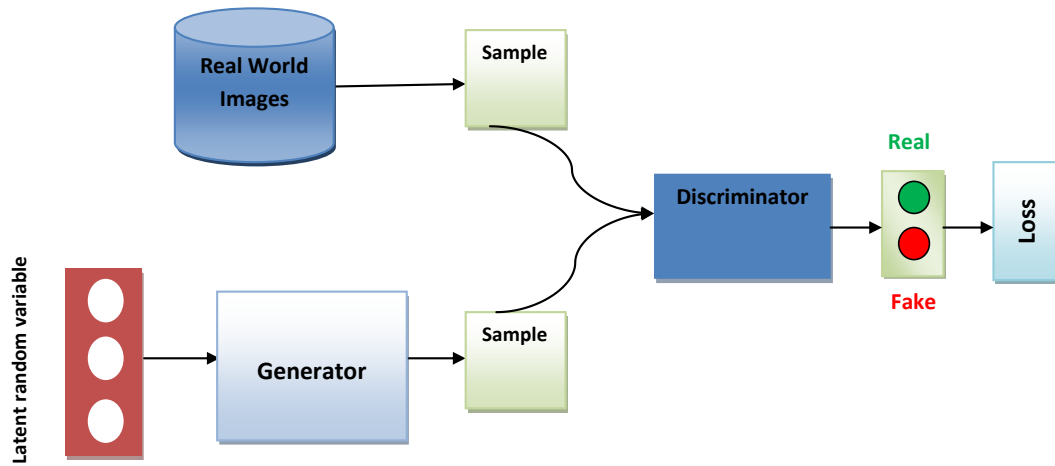 Real World
Images
Sample
Real
Discriminator
Loss
Fake
Latent random variable
Generator
Sample